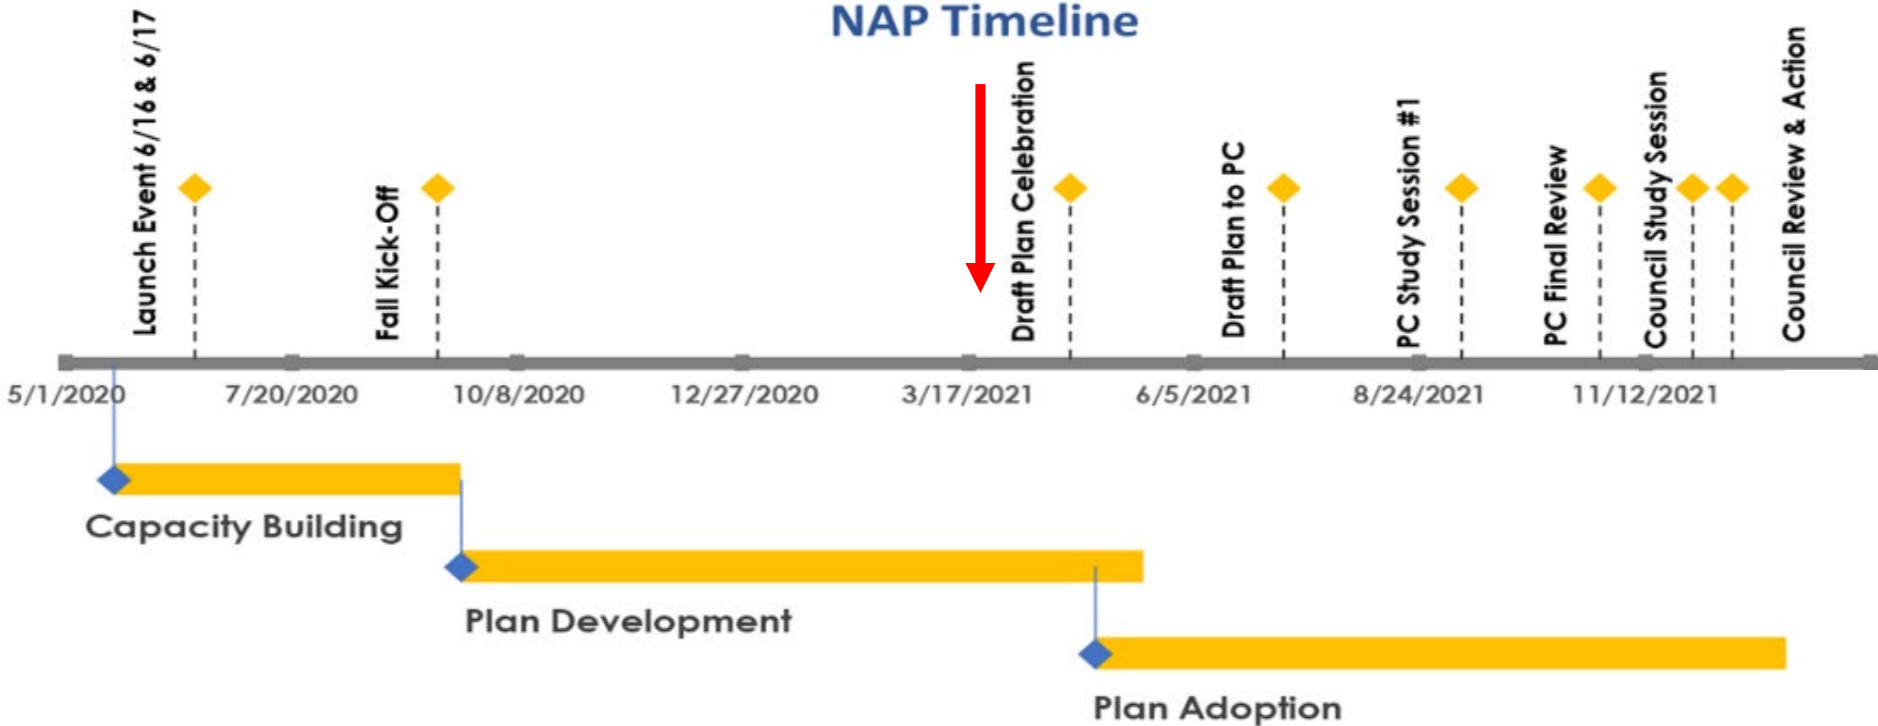 NAP Timeline
Launch Event 6/16 & 6/17
Fall Kick-Off
Draft Plan Celebration
Draft Plan to PC
PC Study Session #1
PC Final Review
Council Study Session
Council Review & Action
5/1/2020
7/20/2020
10/8/2020
12/27/2020
3/17/2021
6/5/2021
8/24/2021
11/12/2021
Capacity Building
Plan Development
Plan Adoption